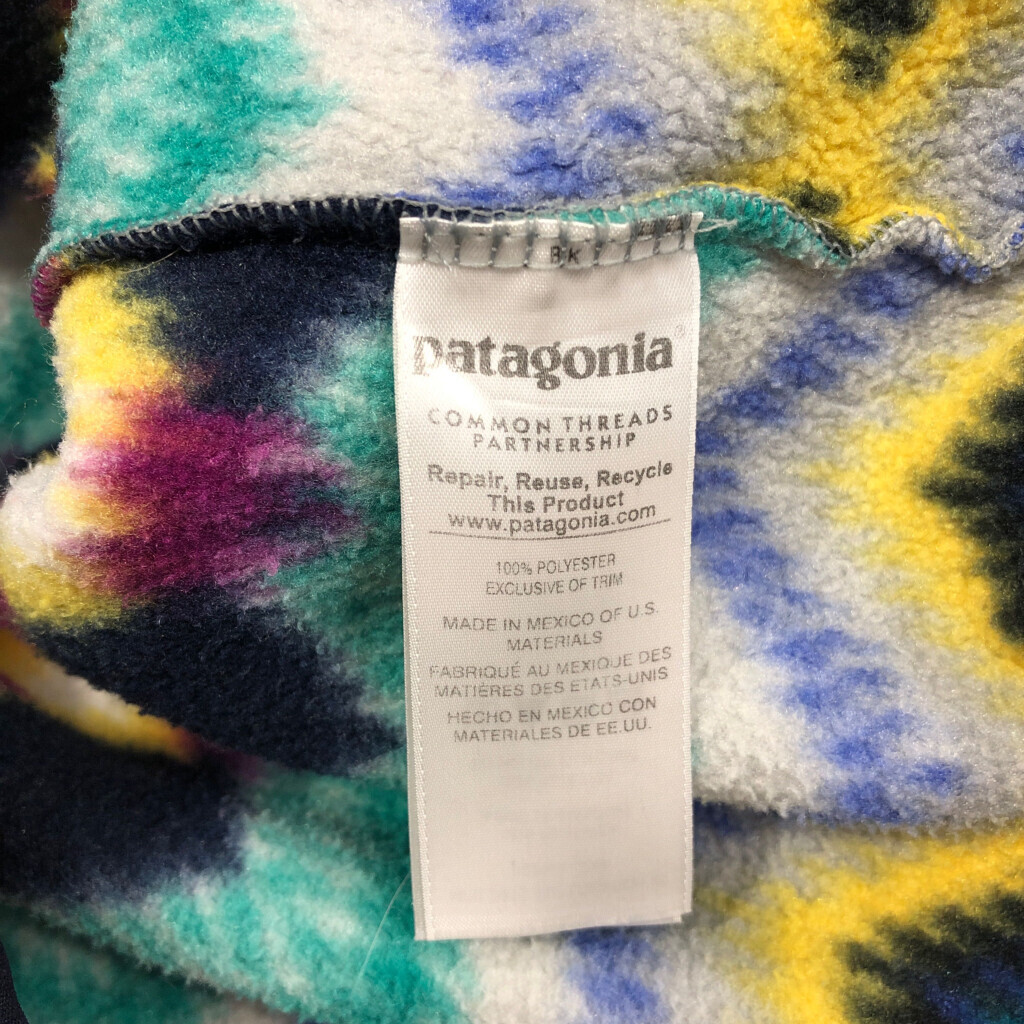 BK
patagonia®
COMMON THREADS
PARTNERSHIP
Repair, Reuse, Recycle
This Product
www.patagonia.com
100% POLYESTER
EXCLUSIVE OF TRIM
MADE IN MEXICO OF U.S.
MATERIALS
FABRIQUÉ AU MEXIQUE DES
MATIÈRES DES ETATS-UNIS
HECHO EN MEXICO CON
MATERIALES DE EE.UU.